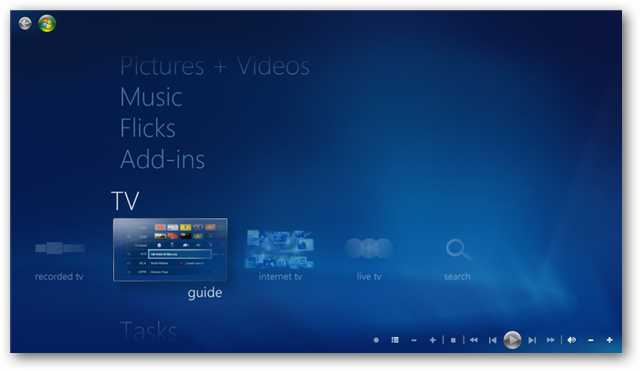 Pictures + Videos
Music
Flicks
Add-ins
TV
recorded tv
guide
internet tv
live tv
search
Tasks